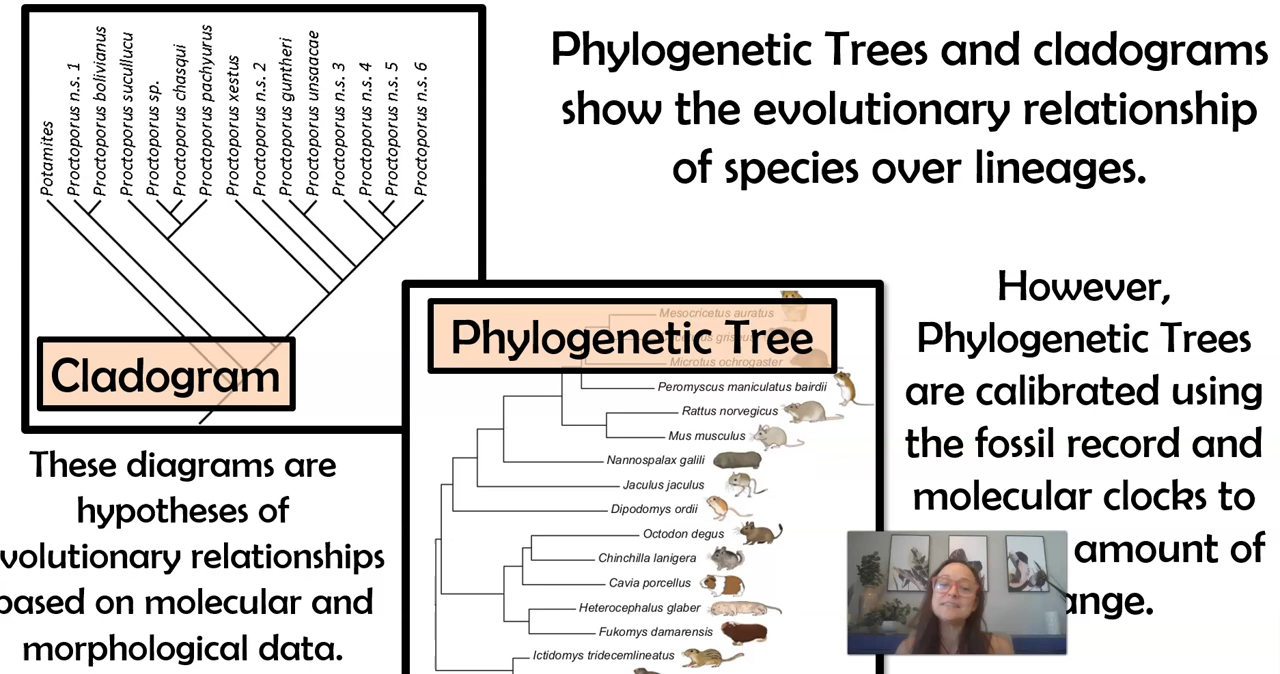 Potamites
Proctoporus n.s. 1
Proctoporus bolivianus
Proctoporus sucullucu
Proctoporus sp.
Proctoporus chasqui
Proctoporus pachyurus
Proctoporus xestus
Proctoporus n.s. 2
Proctoporus guntheri
Proctoporus unsaacae
Proctoporus n.s. 3
Proctoporus n.s. 4
Proctoporus n.s. 5
Proctoporus n.s. 6
Cladogram
Phylogenetic Trees and cladograms
show the evolutionary relationship
of species over lineages.
These diagrams are
hypotheses of
volutionary relationships
based on molecular and
morphological data.
Phylogenetic Tree
Mesocricetus auratus
Microtus ochrogaster
Peromyscus maniculatus bairdii
Rattus norvegicus
Mus musculus
Nannospalax galili
Jaculus jaculus
Dipodomys ordii
Octodon degus
Chinchilla lanigera
Cavia porcellus
Heterocephalus glaber
Fukomys damarensis
Ictidomys tridecemlineatus
However,
Phylogenetic Trees
are calibrated using
the fossil record and
molecular clocks to
amount of
ange.